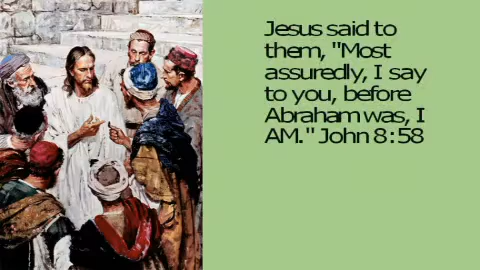 Jesus said to
them, "Most
assuredly, I say
to you, before
Abraham was, I
AM." John 8:58